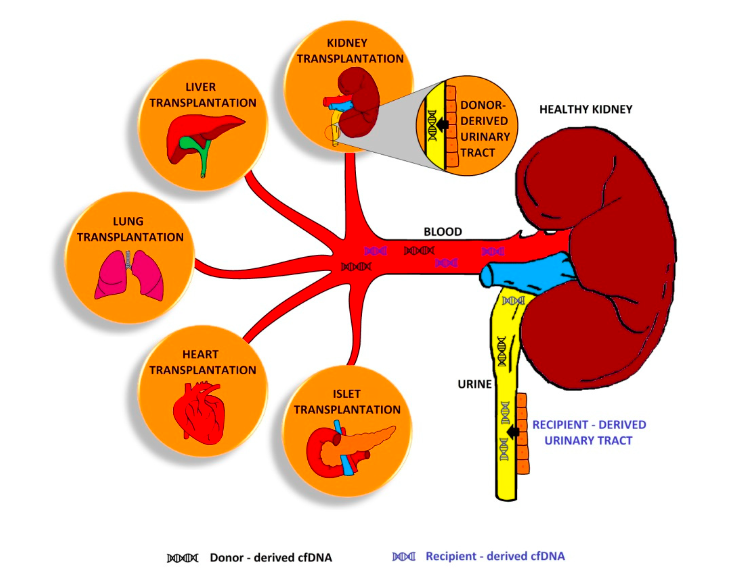 KIDNEY
TRANSPLANTATION
LIVER
TRANSPLANTATION
DONOR-
DERIVED
URINARY
TRACT
HEALTHY KIDNEY
LUNG
TRANSPLANTATION
BLOOD
HEART
TRANSPLANTATION
ISLET
TRANSPLANTATION
URINE
RECIPIENT - DERIVED
URINARY TRACT
Donor - derived cfDNA
Recipient - derived cfDNA